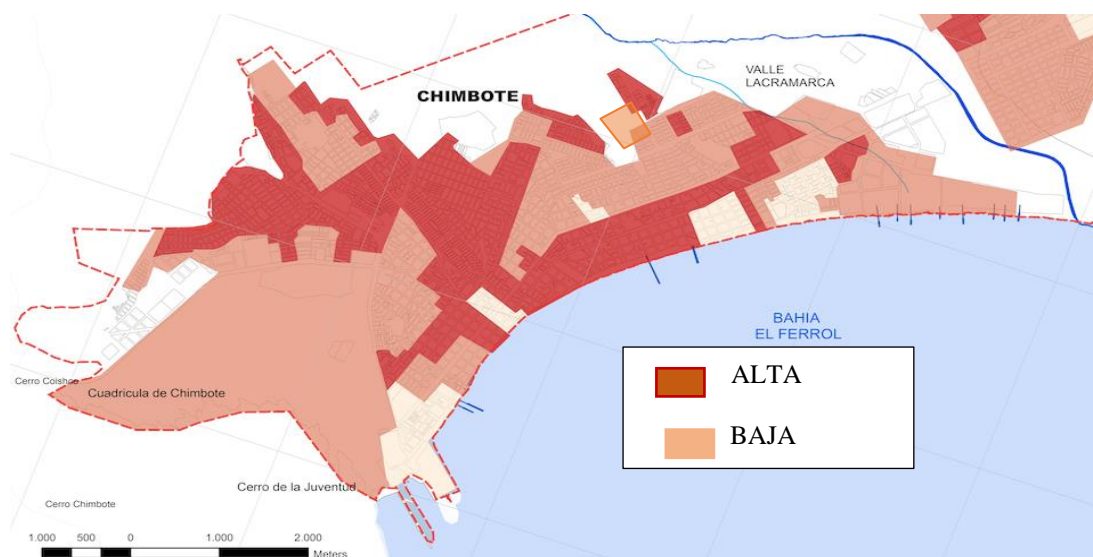 CHIMBOTE
VALLE
LACRAMARCA
BAHIA
EL FERROL
ALTA
BAJA
Cerro Coishco
Cuadricula de Chimbote
Cerro de la Juventud
Cerro Chimbote
1.000 500 0 1.000 2.000
Meters